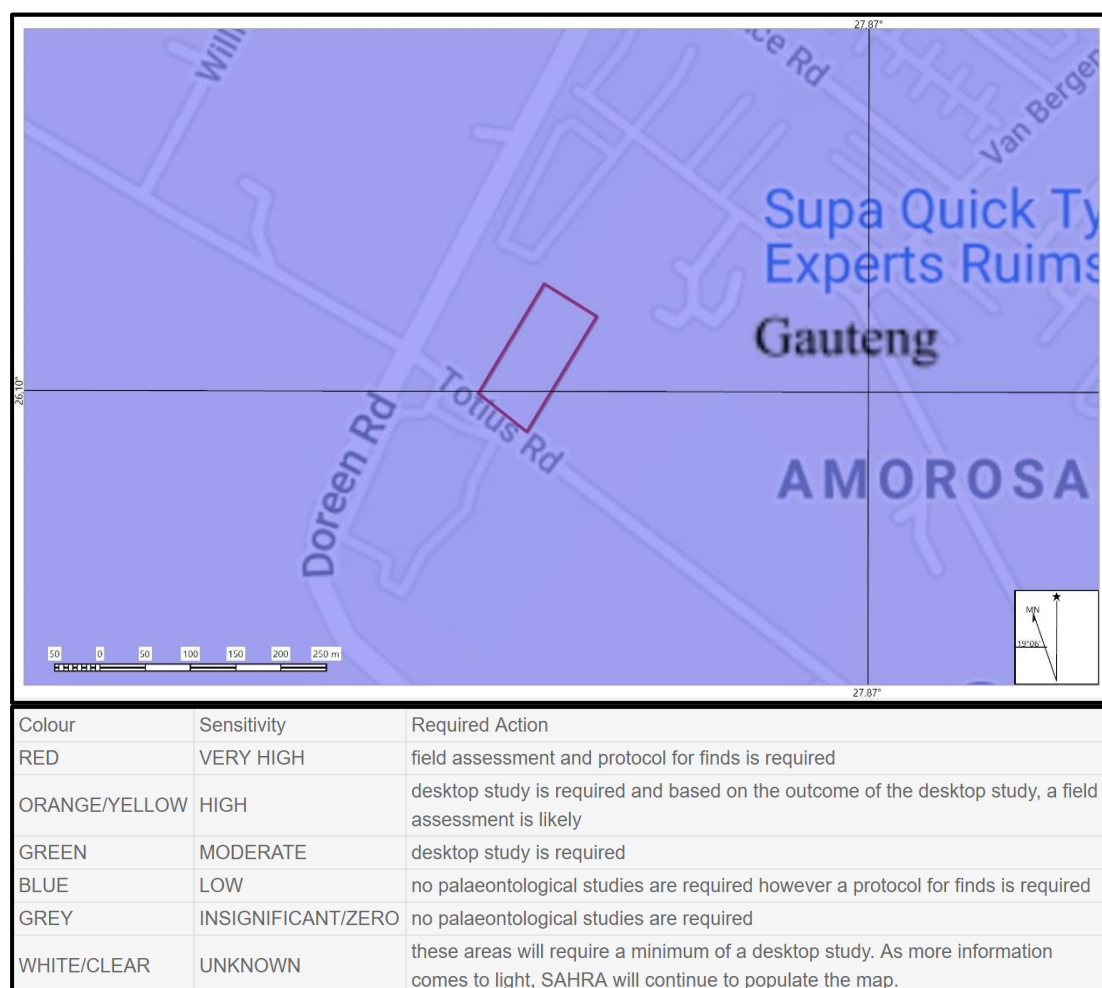 27.87°
Willi
ce Rd
Van Berger
Supa Quick Ty
Experts Ruims
Gauteng
26.10°
Totius Rd
Doreen Rd
AMOROSA
MN
19°06'
50 0 50 100 150 200 250 m
27.87°
Colour Sensitivity Required Action
RED VERY HIGH field assessment and protocol for finds is required
ORANGE/YELLOW HIGH desktop study is required and based on the outcome of the desktop study, a field
assessment is likely
GREEN MODERATE desktop study is required
BLUE LOW no palaeontological studies are required however a protocol for finds is required
GREY INSIGNIFICANT/ZERO no palaeontological studies are required
WHITE/CLEAR UNKNOWN these areas will require a minimum of a desktop study. As more information
comes to light, SAHRA will continue to populate the map.